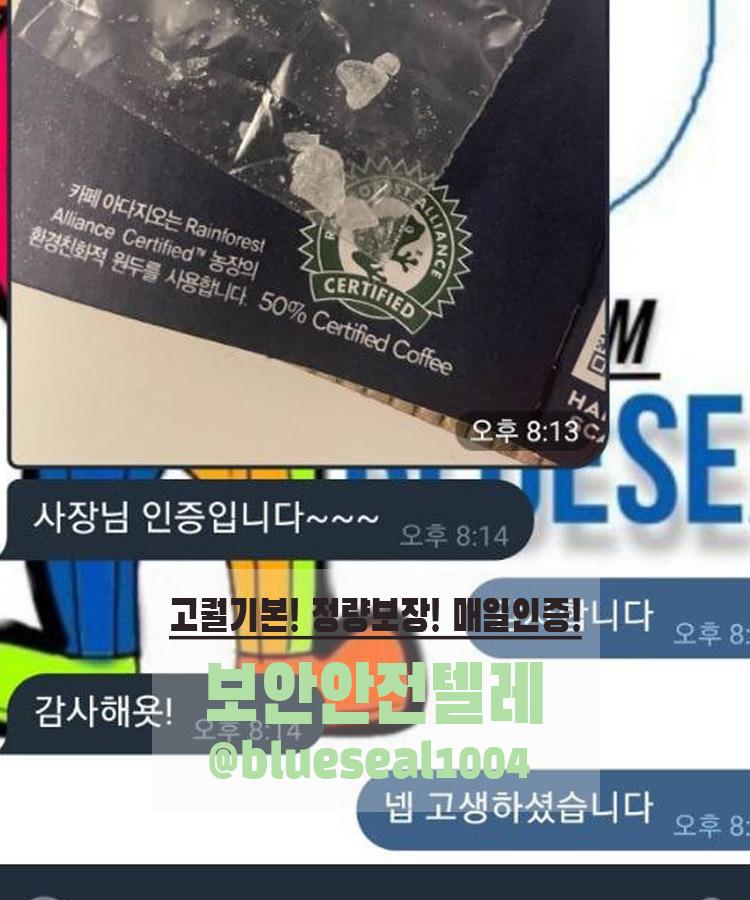 카페 아다지오는 Rainforest
Alliance Certified™ 농장의
환경친화적 원두를 사용합니다. 50% Certified Coffee
ALLIANCE
CERTIFIED
M
오후 8:13
사장님 인증입니다~~~
오후 8:14
고퀄기본! 정량보장! 매일인증!
니다
오후 8:
보안안전텔레
감사해욧!
오후 8:14
@blueseal1004
넵 고생하셨습니다
오후 8: